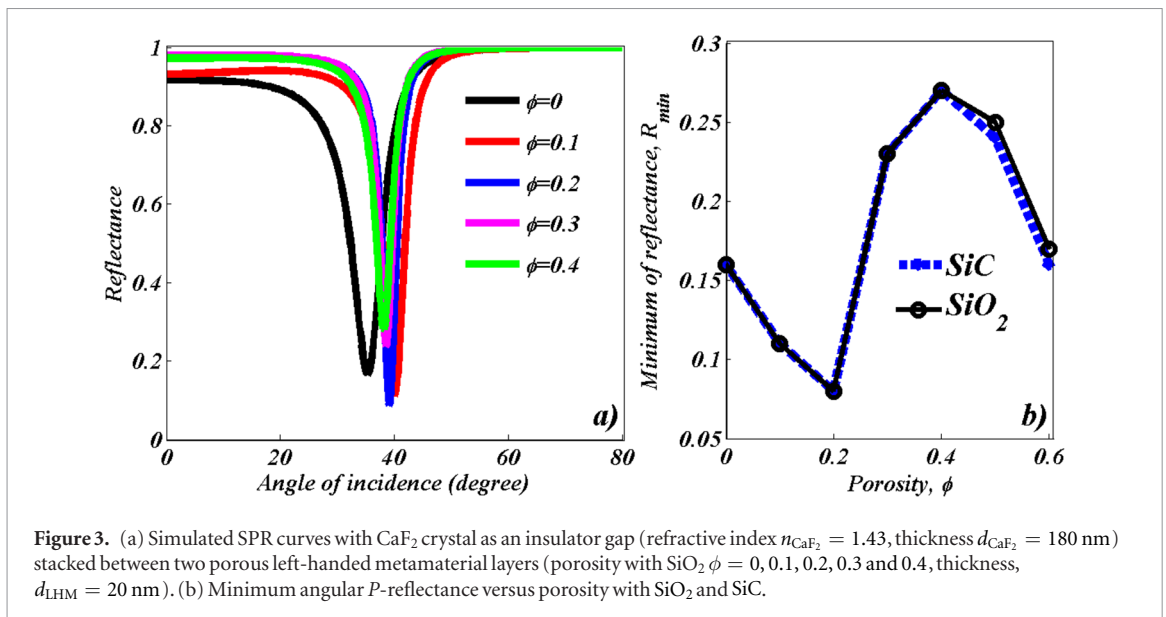 1
0.8
0.6
0.4
0.2
0
0
20
40
60
80
Reflectance
Angle of incidence (degree)
ϕ=0
ϕ=0.1
ϕ=0.2
ϕ=0.3
ϕ=0.4
a)
0.3
0.25
0.2
0.15
0.1
0.05
0
0.2
0.4
0.6
Minimum of reflectance, R_min
Porosity, ϕ
SiC
SiO₂
b)
Figure 3. (a) Simulated SPR curves with CaF₂ crystal as an insulator gap (refractive index n_CaF₂ = 1.43, thickness d_CaF₂ = 180 nm)
stacked between two porous left-handed metamaterial layers (porosity with SiO₂ ϕ = 0, 0.1, 0.2, 0.3 and 0.4, thickness,
d_LHM = 20 nm). (b) Minimum angular P-reflectance versus porosity with SiO₂ and SiC.